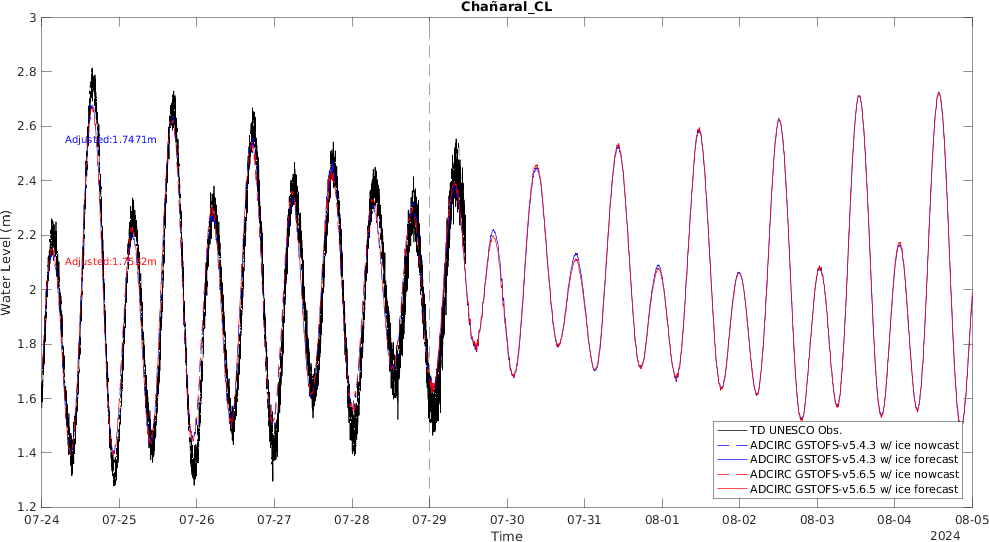 Chañaral_CL
3
2.8
2.6
2.4
2.2
2
1.8
1.6
1.4
1.2
Water Level (m)
Adjusted:1.7471m
TD UNESCO Obs.
ADCIRC GSTOFS-v5.4.3 w/ ice nowcast
ADCIRC GSTOFS-v5.4.3 w/ ice forecast
ADCIRC GSTOFS-v5.6.5 w/ ice nowcast
ADCIRC GSTOFS-v5.6.5 w/ ice forecast
07-24 07-25 07-26 07-27 07-28 07-29 07-30 07-31 08-01 08-02 08-03 08-04 08-05
Time
2024